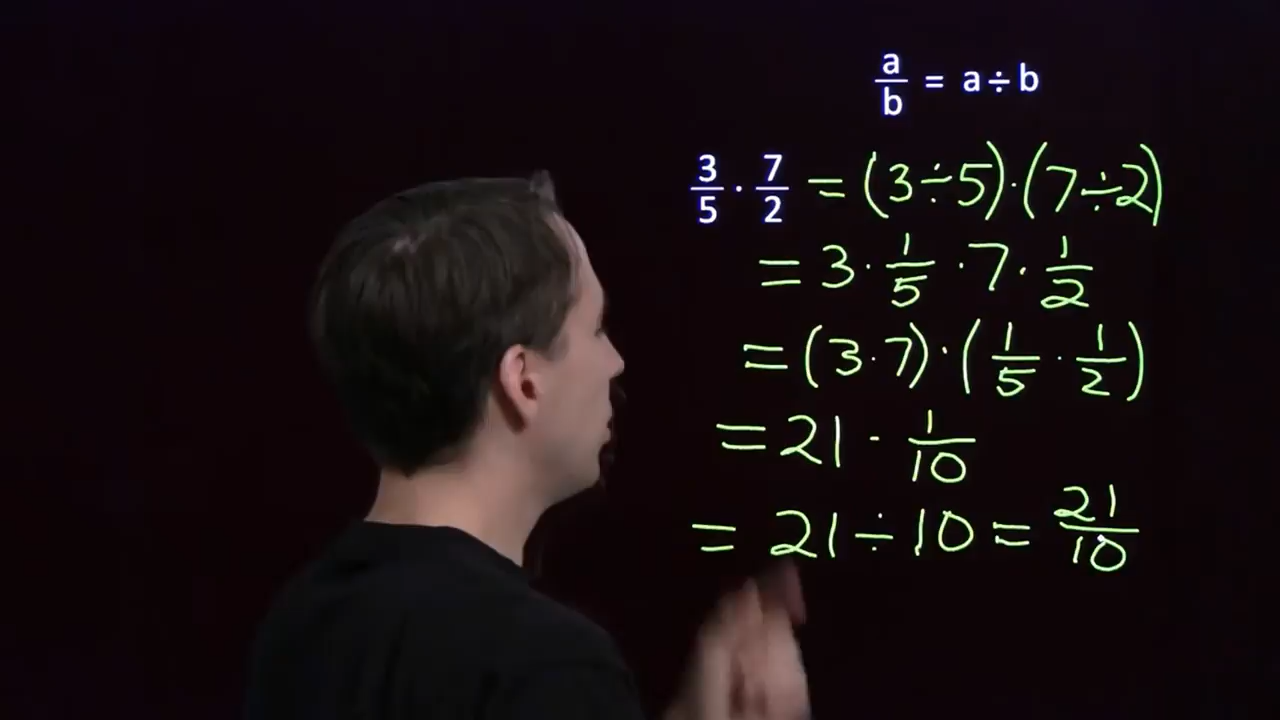 a/b = a÷b
3/5 · 7/2 = (3÷5)·(7÷2)
= 3 · 1/5 · 7 · 1/2
= (3·7)·(1/5 · 1/2)
= 21 · 1/10
= 21÷10 = 21/10